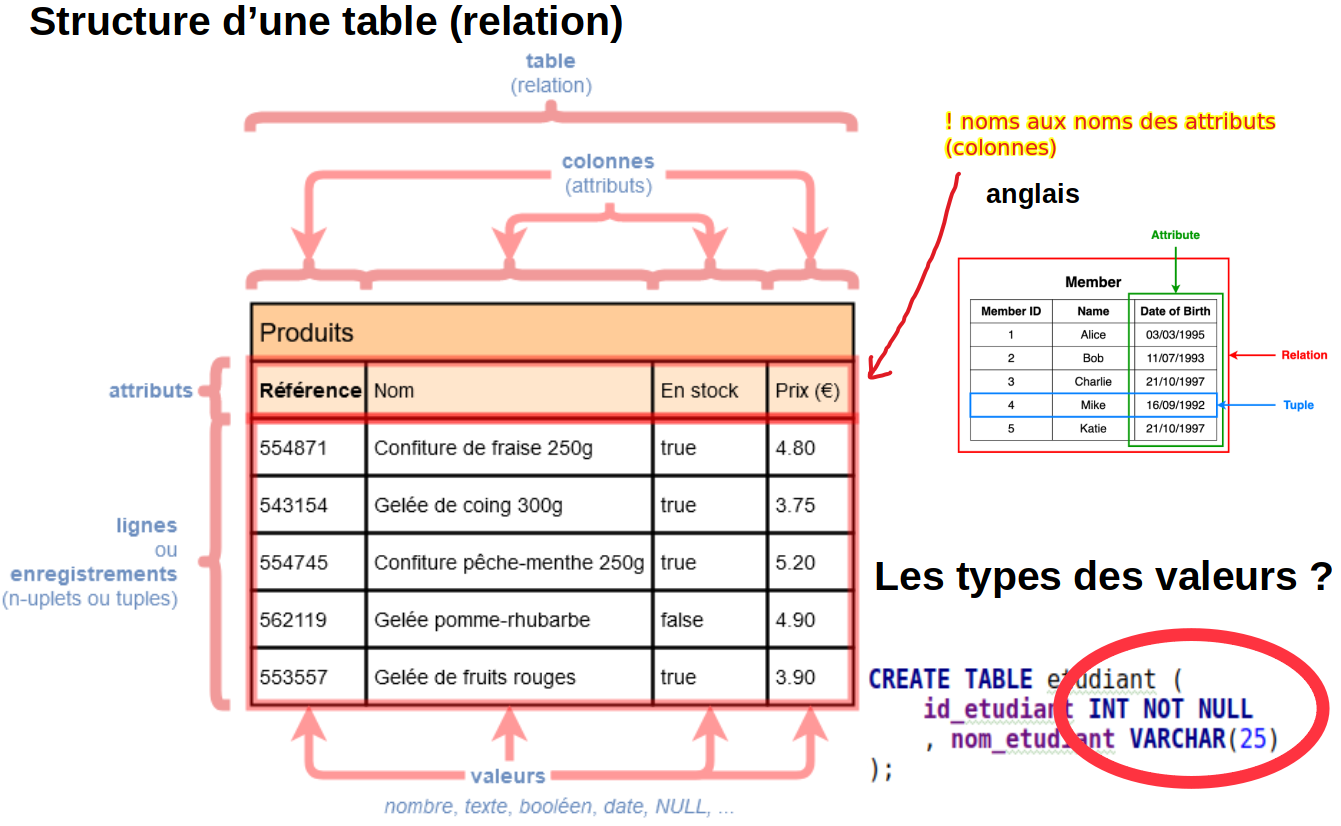 Structure d’une table (relation)
table
(relation)
colonnes
(attributs)
! noms aux noms des attributs
(colonnes)
anglais
Attribute
Member
Member ID Name Date of Birth
1 Alice 03/03/1995
2 Bob 11/07/1993
3 Charlie 21/10/1997
4 Mike 16/09/1992
5 Katie 21/10/1997
Relation
Tuple
Produits
attributs
Référence Nom En stock Prix (€)
554871 Confiture de fraise 250g true 4.80
543154 Gelée de coing 300g true 3.75
554745 Confiture pêche-menthe 250g true 5.20
562119 Gelée pomme-rhubarbe false 4.90
553557 Gelée de fruits rouges true 3.90
lignes
ou
enregistrements
(n-uplets ou tuples)
valeurs
nombre, texte, booléen, date, NULL, ...
Les types des valeurs ?
CREATE TABLE etudiant (
id_etudiant INT NOT NULL
, nom_etudiant VARCHAR(25)
);